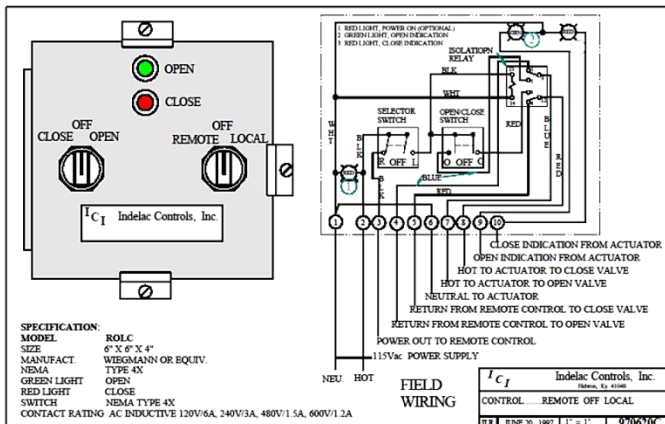 OPEN
CLOSE
OFF
CLOSE OPEN
OFF
REMOTE LOCAL
ICI Indelac Controls, Inc.
SPECIFICATION:
MODEL ROLC
SIZE 6" X 6" X 4"
MANUFACT. WIEGMANN OR EQUIV.
NEMA TYPE 4X
GREEN LIGHT OPEN
RED LIGHT CLOSE
SWITCH NEMA TYPE 4X
CONTACT RATING AC INDUCTIVE 120V/6A, 240V/3A, 480V/1.5A, 600V/1.2A
1 RED LIGHT, POWER ON (OPTIONAL)
2 GREEN LIGHT, OPEN INDICATION
3 RED LIGHT, CLOSE INDICATION
2
ISOLATIOPN
RELAY
BLK
WHT
SELECTOR
SWITCH
OPEN/CLOSE
SWITCH
RED
BLUE
RED
WHT
BLK
R OFF L
O OFF C
BLUE
BLK
RED
1
1 2 3 4 5 6 7 8 9 10
CLOSE INDICATION FROM ACTUATOR
OPEN INDICATION FROM ACTUATOR
HOT TO ACTUATOR TO CLOSE VALVE
HOT TO ACTUATOR TO OPEN VALVE
NEUTRAL TO ACTUATOR
RETURN FROM REMOTE CONTROL TO CLOSE VALVE
RETURN FROM REMOTE CONTROL TO OPEN VALVE
POWER OUT TO REMOTE CONTROL
115Vac POWER SUPPLY
NEU. HOT
FIELD
WIRING
ICI Indelac Controls, Inc.
CONTROL......REMOTE OFF LOCAL
JUNE 20, 1997 1" = 1" 970620C